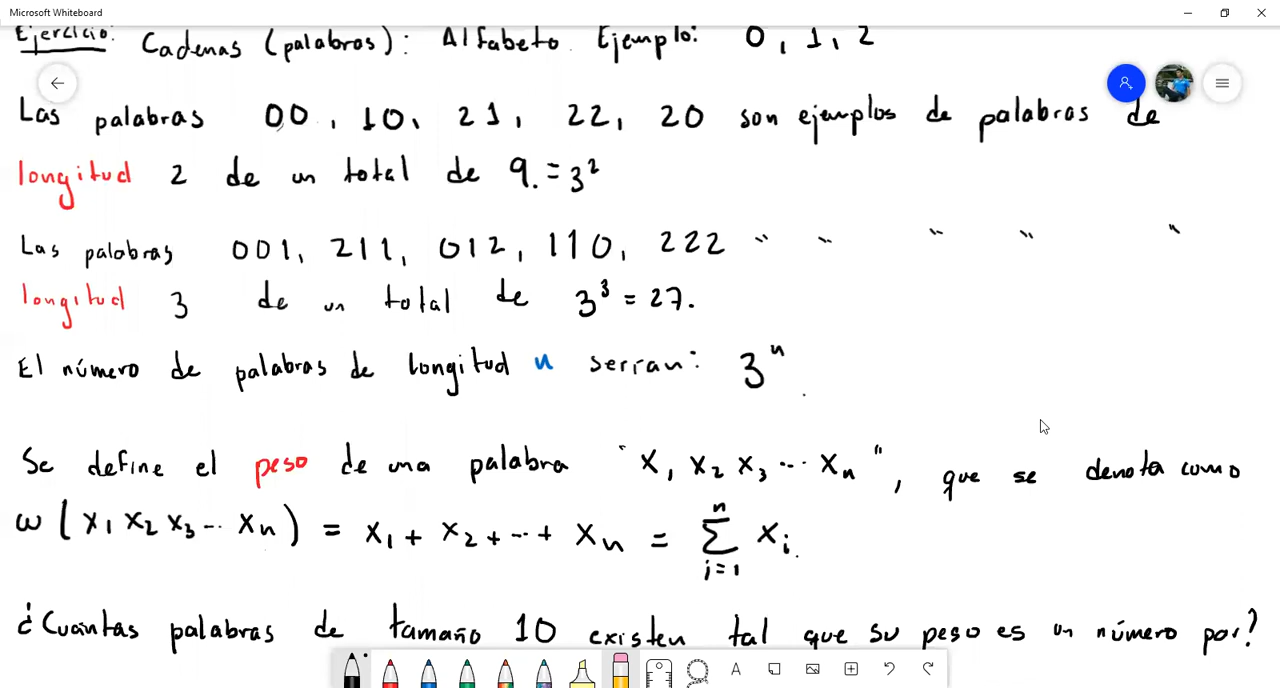 Microsoft Whiteboard
Ejercicio: Cadenas (palabras): Alfabeto. Ejemplo: 0, 1, 2
Las palabras 00, 10, 21, 22, 20 son ejemplos de palabras de
longitud 2 de un total de 9. = 3²
Las palabras 001, 211, 012, 110, 222 " " " " "
longitud 3 de un total de 3³ = 27.
El número de palabras de longitud n serían: 3ⁿ.
Se define el peso de una palabra "x₁ x₂ x₃ ... xₙ", que se denota como
ω(x₁ x₂ x₃ ... xₙ) = x₁ + x₂ + ... + xₙ = ∑ⁿᵢ₌₁ xᵢ.
¿Cuántas palabras de tamaño 10 existen tal que su peso es un número par?
A